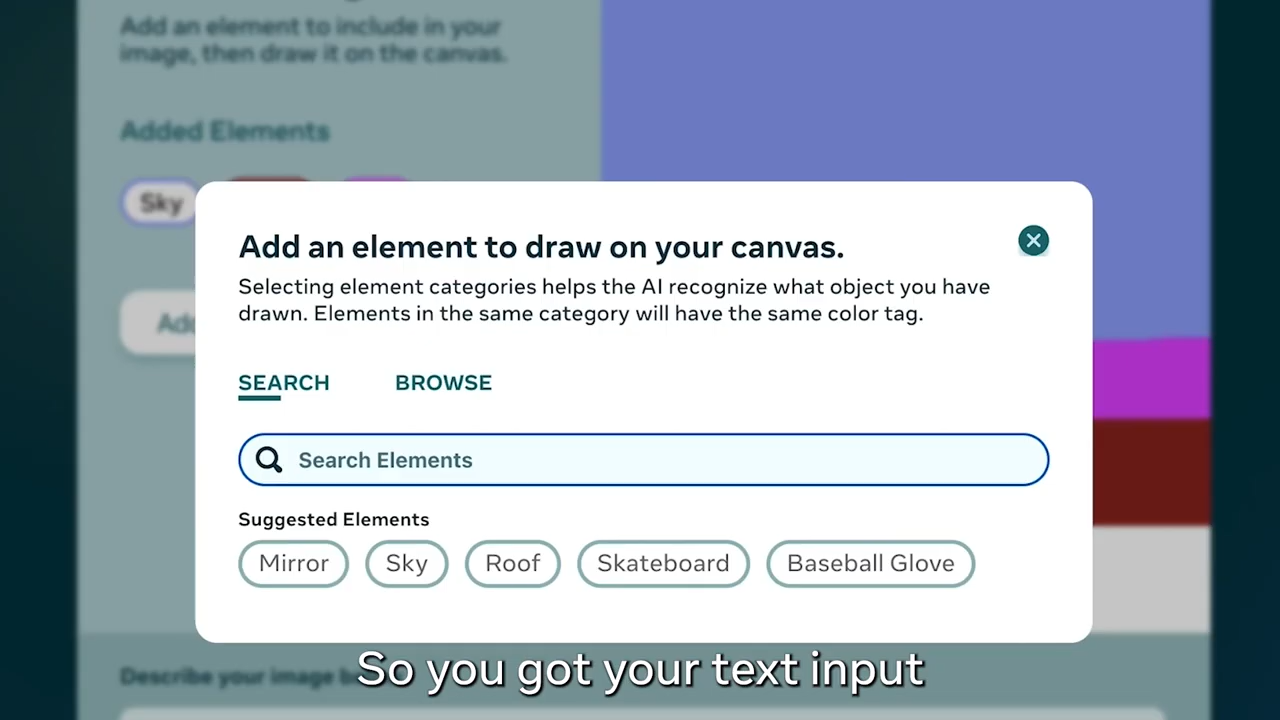 Add an element to include in your
image, then draw it on the canvas.
Added Elements
Sky
Add an element to draw on your canvas.
Selecting element categories helps the AI recognize what object you have
drawn. Elements in the same category will have the same color tag.
SEARCH BROWSE
Search Elements
Suggested Elements
Mirror Sky Roof Skateboard Baseball Glove
Describe your image
So you got your text input